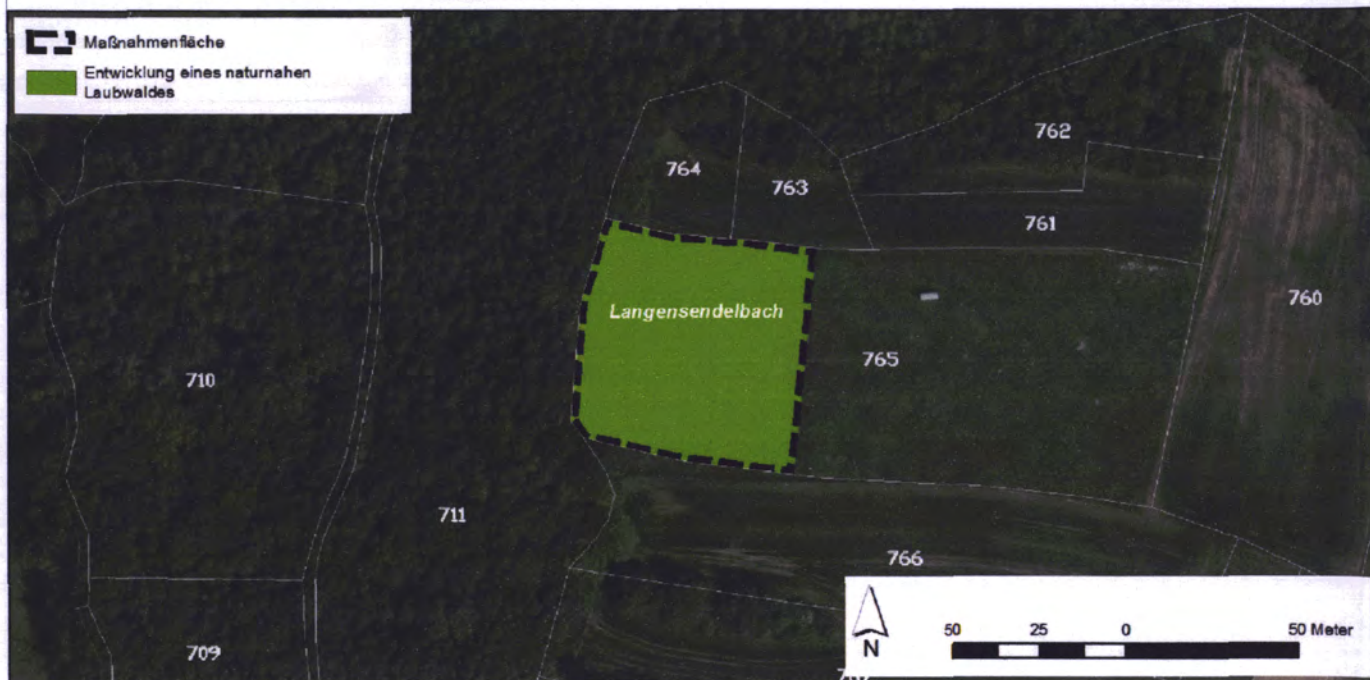 Maßnahmenfläche
Entwicklung eines naturnahen
Laubwaldes
762
764
763
761
Langensendelbach
760
765
710
711
766
709
N
50 25 0 50 Meter